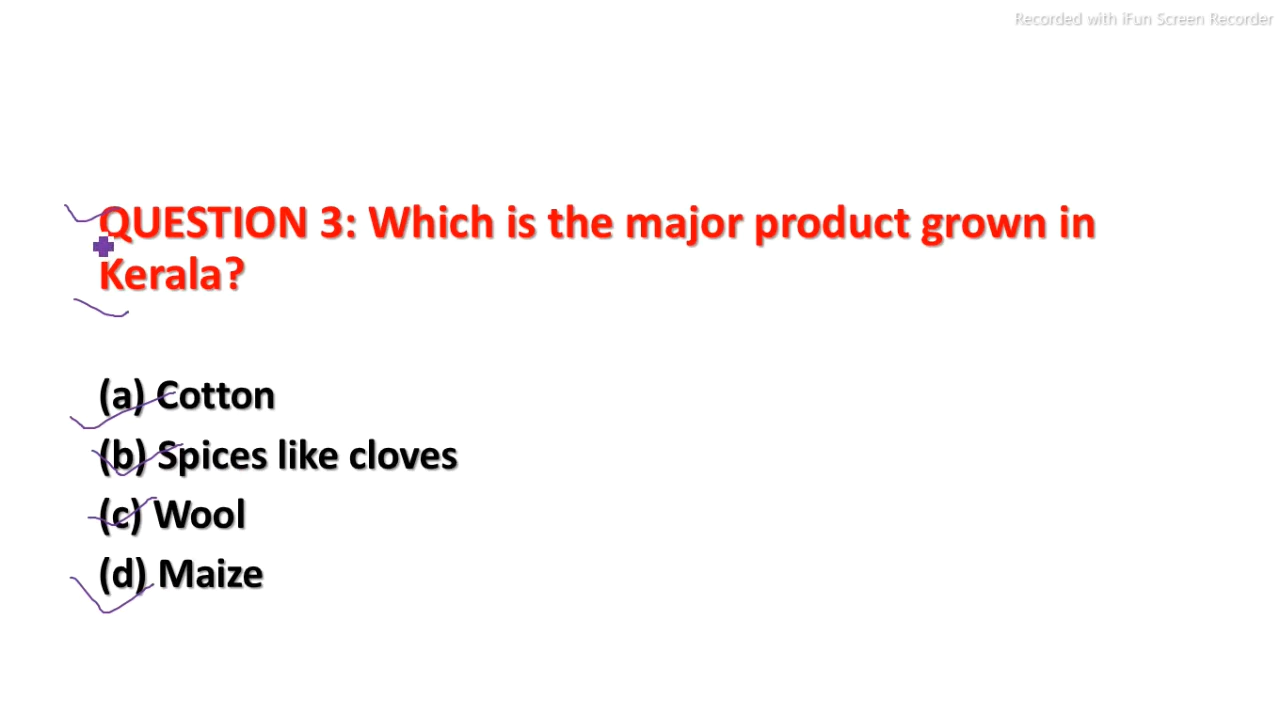 Recorded with iFun Screen Recorder
QUESTION 3: Which is the major product grown in
Kerala?
(a) Cotton
(b) Spices like cloves
(c) Wool
(d) Maize